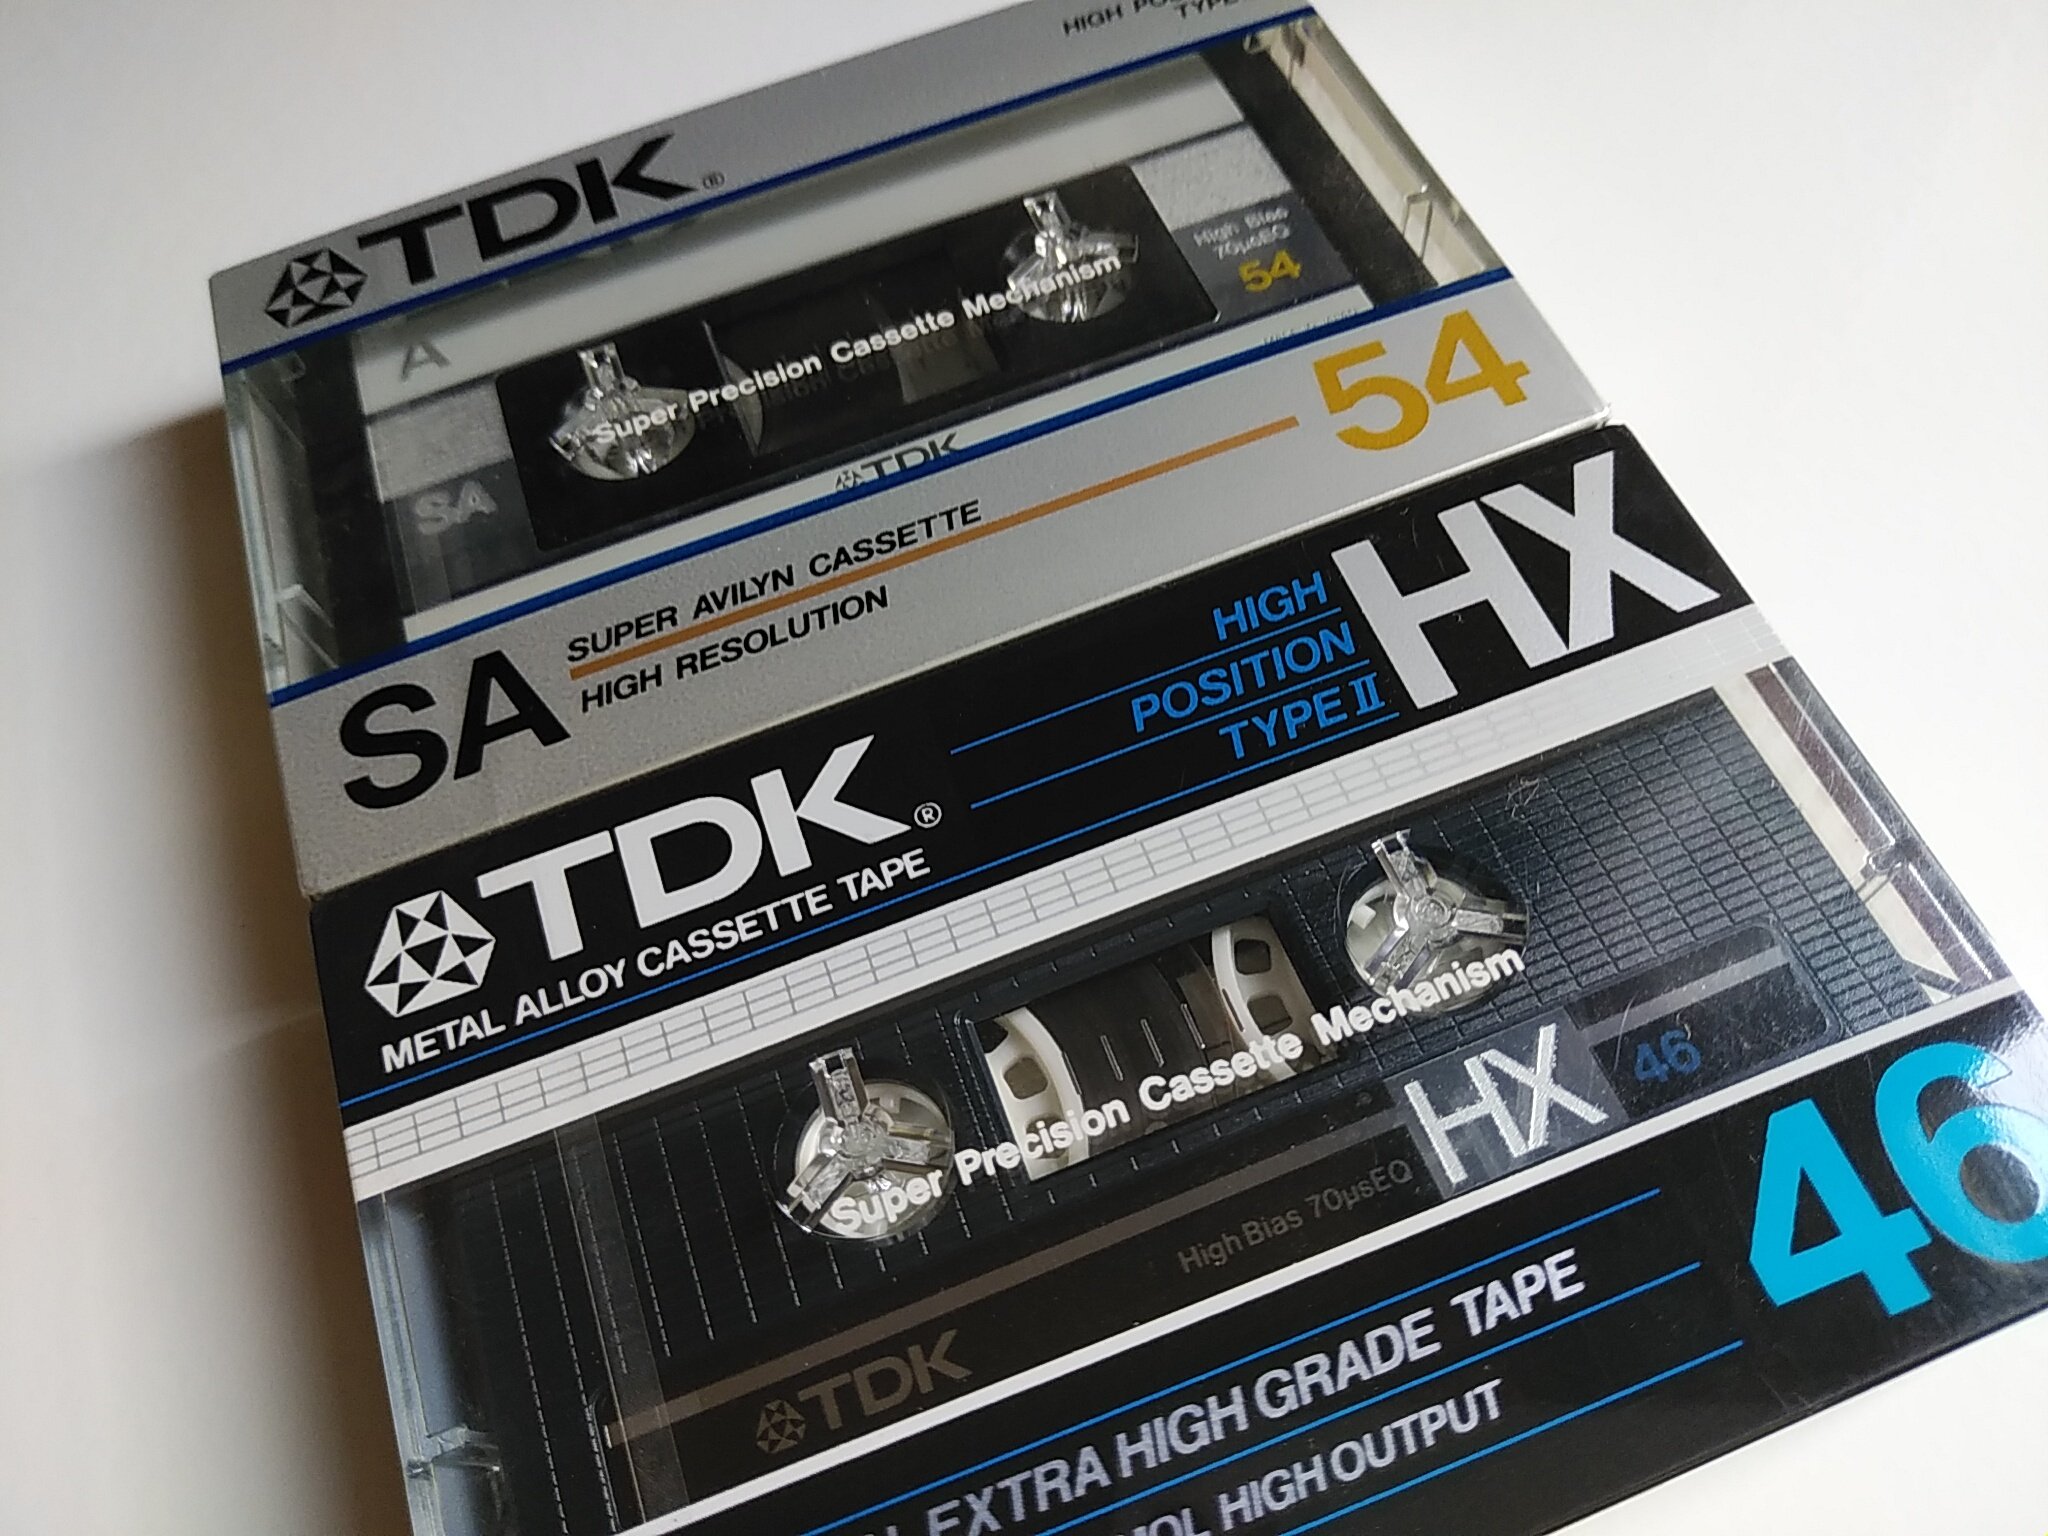 HIGH
TYPE
TDK®
A
High Bias
70µsEQ
54
Super Precision Cassette Mechanism
SA
TDK
54
SA
SUPER AVILYN CASSETTE
HIGH RESOLUTION
HIGH
POSITION
TYPE II
HX
TDK®
METAL ALLOY CASSETTE TAPE
Super Precision Cassette Mechanism
HX
46
High Bias 70µsEQ
TDK
46
EXTRA HIGH GRADE TAPE
MOL HIGH OUTPUT